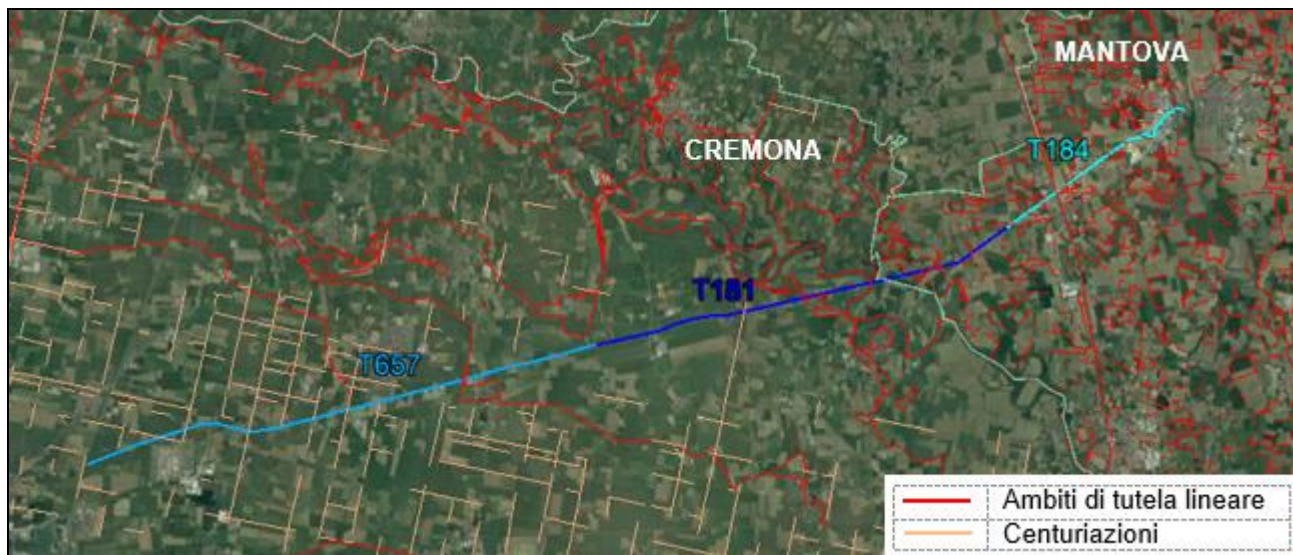 MANTOVA
CREMONA
T184
T181
T657
Ambiti di tutela lineare
Centuriazioni